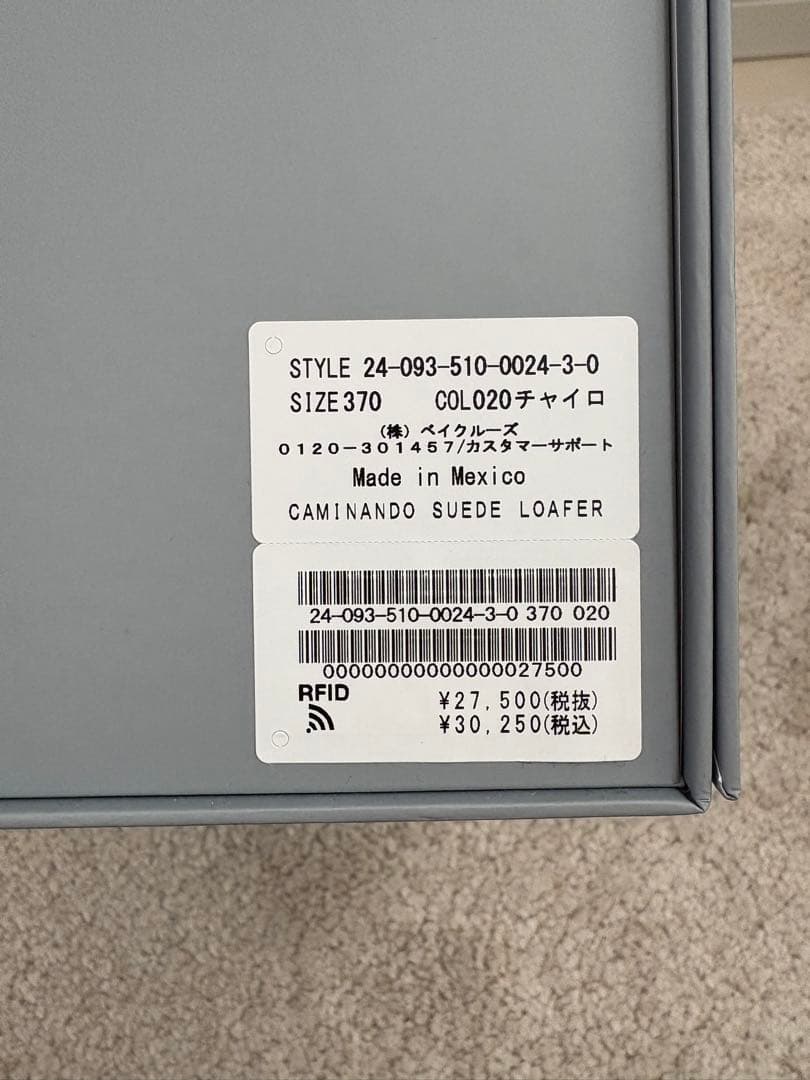 STYLE 24-093-510-0024-3-0
SIZE370 COL020チャイロ
(株) ベイクルーズ
0120-301457/カスタマーサポート
Made in Mexico
CAMINANDO SUEDE LOAFER
24-093-510-0024-3-0 370 020
00000000000000027500
RFID
¥27,500(税抜)
¥30,250(税込)